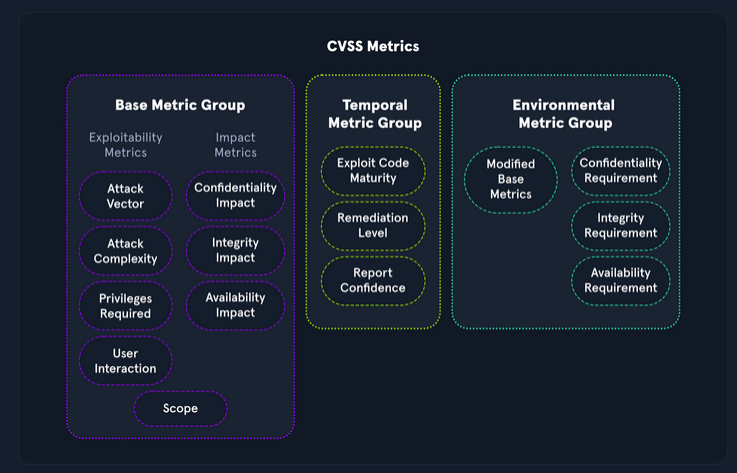 CVSS Metrics
Base Metric Group
Exploitability
Metrics
Impact
Metrics
Attack
Vector
Confidentiality
Impact
Attack
Complexity
Integrity
Impact
Privileges
Required
Availability
Impact
User
Interaction
Scope
Temporal
Metric Group
Exploit Code
Maturity
Remediation
Level
Report
Confidence
Environmental
Metric Group
Modified
Base
Metrics
Confidentiality
Requirement
Integrity
Requirement
Availability
Requirement